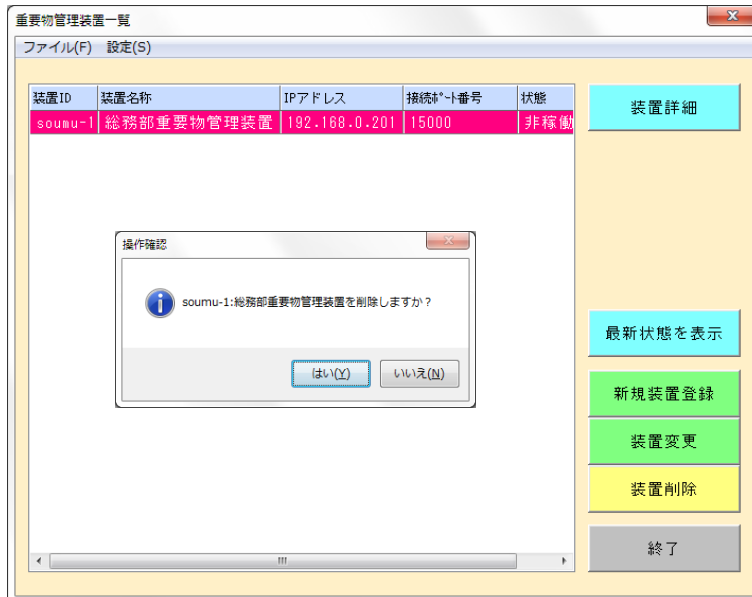 重要物管理装置一覧
ファイル(F) 設定(S)
装置ID 装置名称 IPアドレス 接続ﾎﾟｰﾄ番号 状態
soumu-1 総務部重要物管理装置 192.168.0.201 15000 非稼働
装置詳細
操作確認
soumu-1:総務部重要物管理装置を削除しますか？
はい(Y) いいえ(N)
最新状態を表示
新規装置登録
装置変更
装置削除
終了